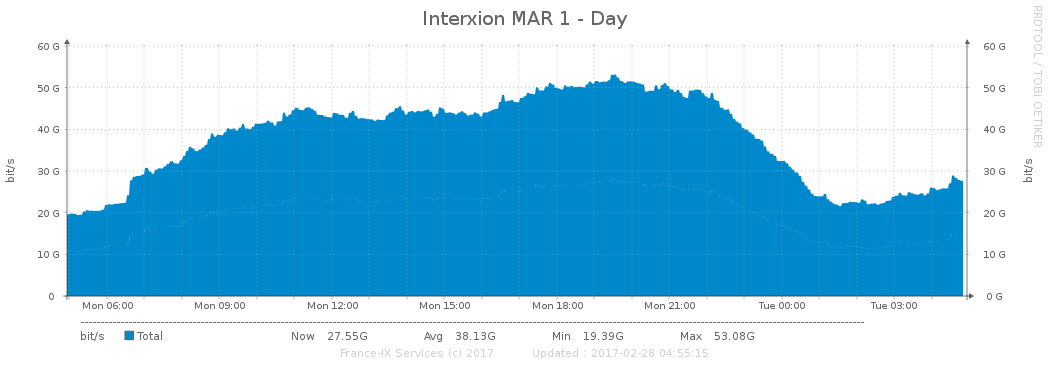 Interxion MAR 1 - Day
RRDTOOL / TOBI OETIKER
60 G 60 G
50 G 50 G
40 G 40 G
30 G 30 G
20 G 20 G
10 G 10 G
0 0 G
bit/s bit/s
Mon 06:00 Mon 09:00 Mon 12:00 Mon 15:00 Mon 18:00 Mon 21:00 Tue 00:00 Tue 03:00
bit/s Total Now 27.55G Avg 38.13G Min 19.39G Max 53.08G
France-IX Services (c) 2017 Updated : 2017-02-28 04:55:15